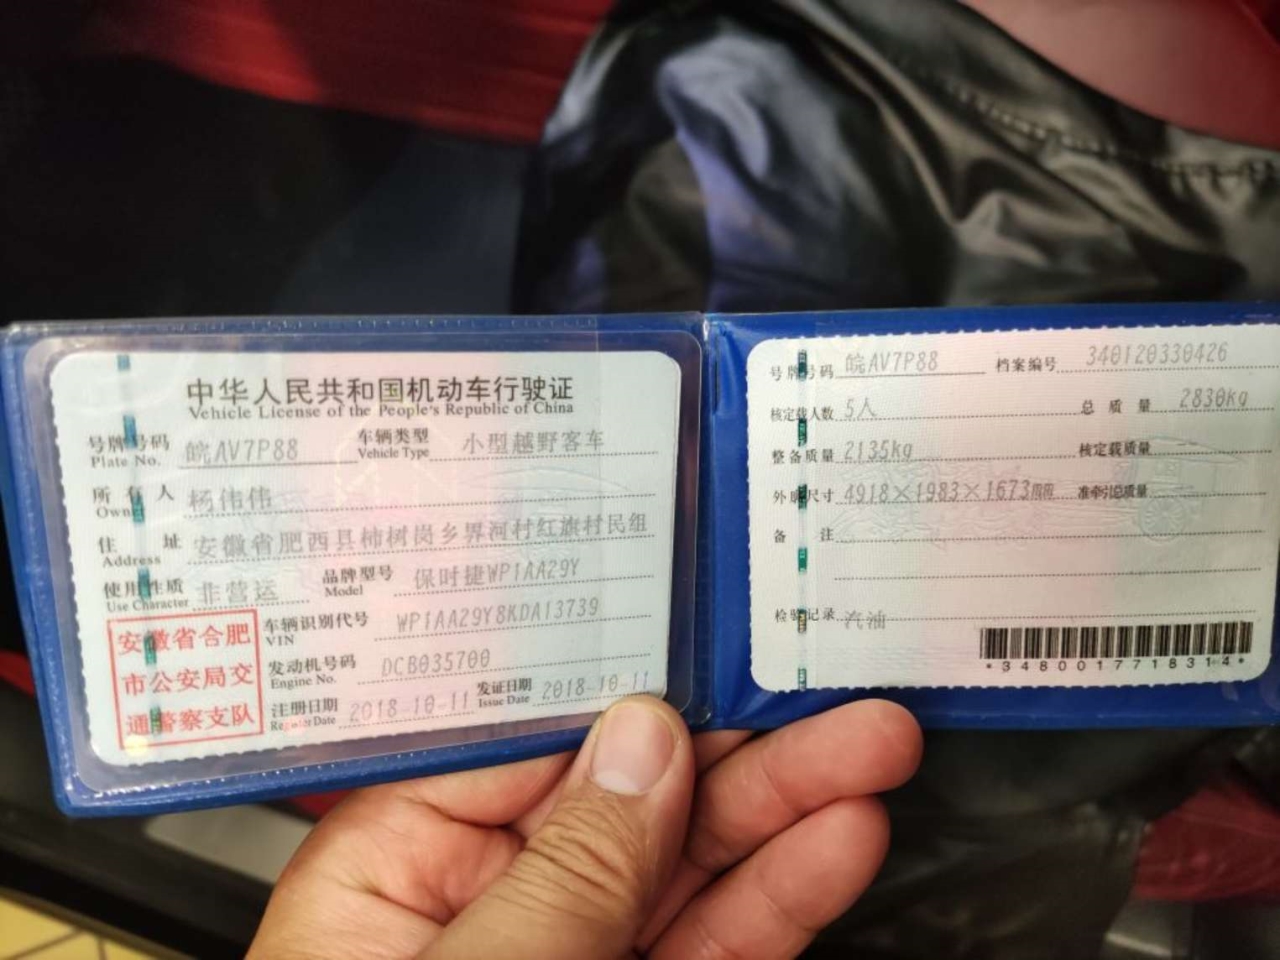 中华人民共和国机动车行驶证
Vehicle License of the People's Republic of China
号牌号码 皖AV7P88 车辆类型 小型越野客车
Plate No. Vehicle Type
所有人 杨伟伟
Owner
住址 安徽省肥西县柿树岗乡界河村红旗村民组
Address
使用性质 非营运 品牌型号 保时捷WP1AA29Y
Use Character Model
安徽省合肥
市公安局交
通警察支队
车辆识别代号 WP1AA29Y8KDA13739
VIN
发动机号码 DCB035700
Engine No.
注册日期 2018-10-11 发证日期 2018-10-11
Register Date Issue Date
号牌号码 皖AV7P88 档案编号 340120330426
核定载人数 5人 总质量 2830kg
整备质量 2135kg 核定载质量
外廓尺寸 4918×1983×1673mm 准牵引总质量
备注
检验记录 汽油
*3480017718314*